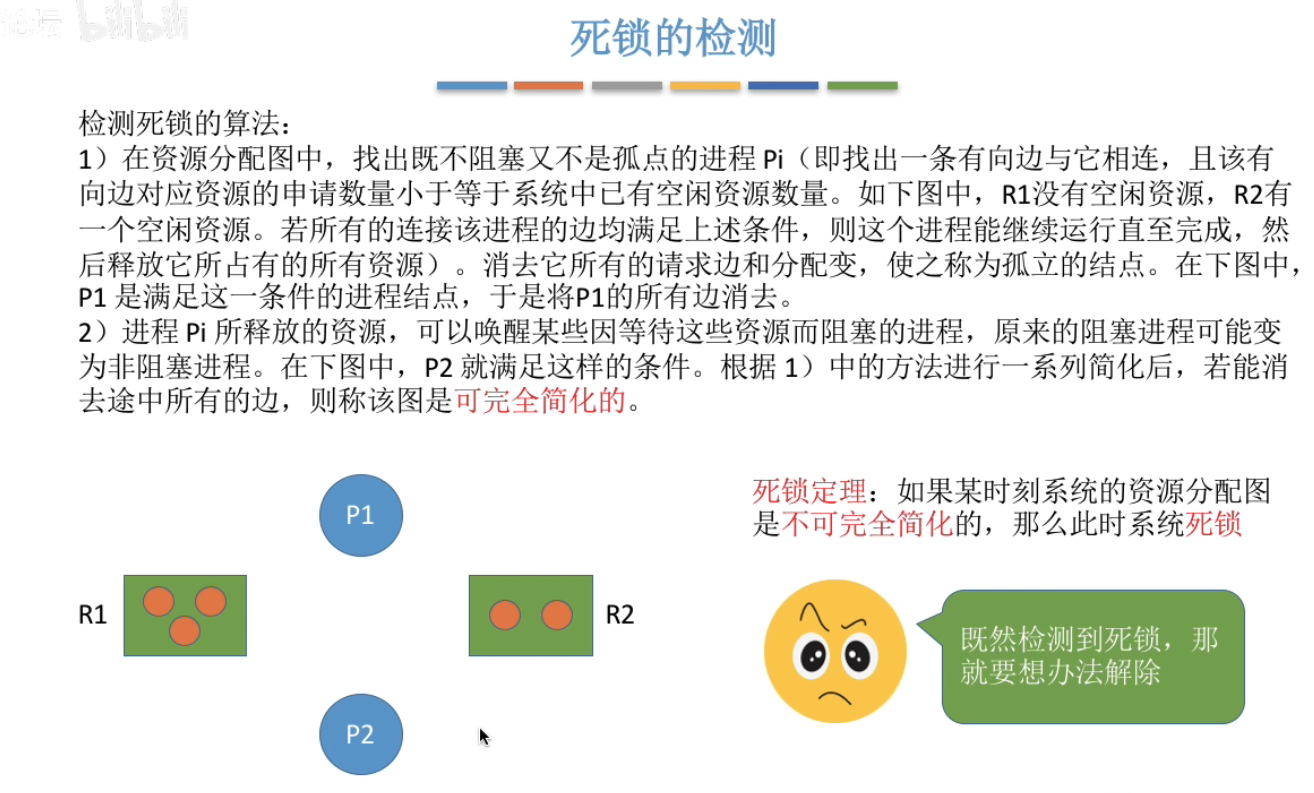 论坛 bilibili
死锁的检测
检测死锁的算法：
1）在资源分配图中，找出既不阻塞又不是孤点的进程 Pi（即找出一条有向边与它相连，且该有
向边对应资源的申请数量小于等于系统中已有空闲资源数量。如下图中，R1没有空闲资源，R2有
一个空闲资源。若所有的连接该进程的边均满足上述条件，则这个进程能继续运行直至完成，然
后释放它所占有的所有资源）。消去它所有的请求边和分配变，使之称为孤立的结点。在下图中，
P1 是满足这一条件的进程结点，于是将P1的所有边消去。
2）进程 Pi 所释放的资源，可以唤醒某些因等待这些资源而阻塞的进程，原来的阻塞进程可能变
为非阻塞进程。在下图中，P2 就满足这样的条件。根据 1）中的方法进行一系列简化后，若能消
去途中所有的边，则称该图是可完全简化的。
P1
死锁定理：如果某时刻系统的资源分配图
是不可完全简化的，那么此时系统死锁
R1
R2
既然检测到死锁，那
就要想办法解除
P2